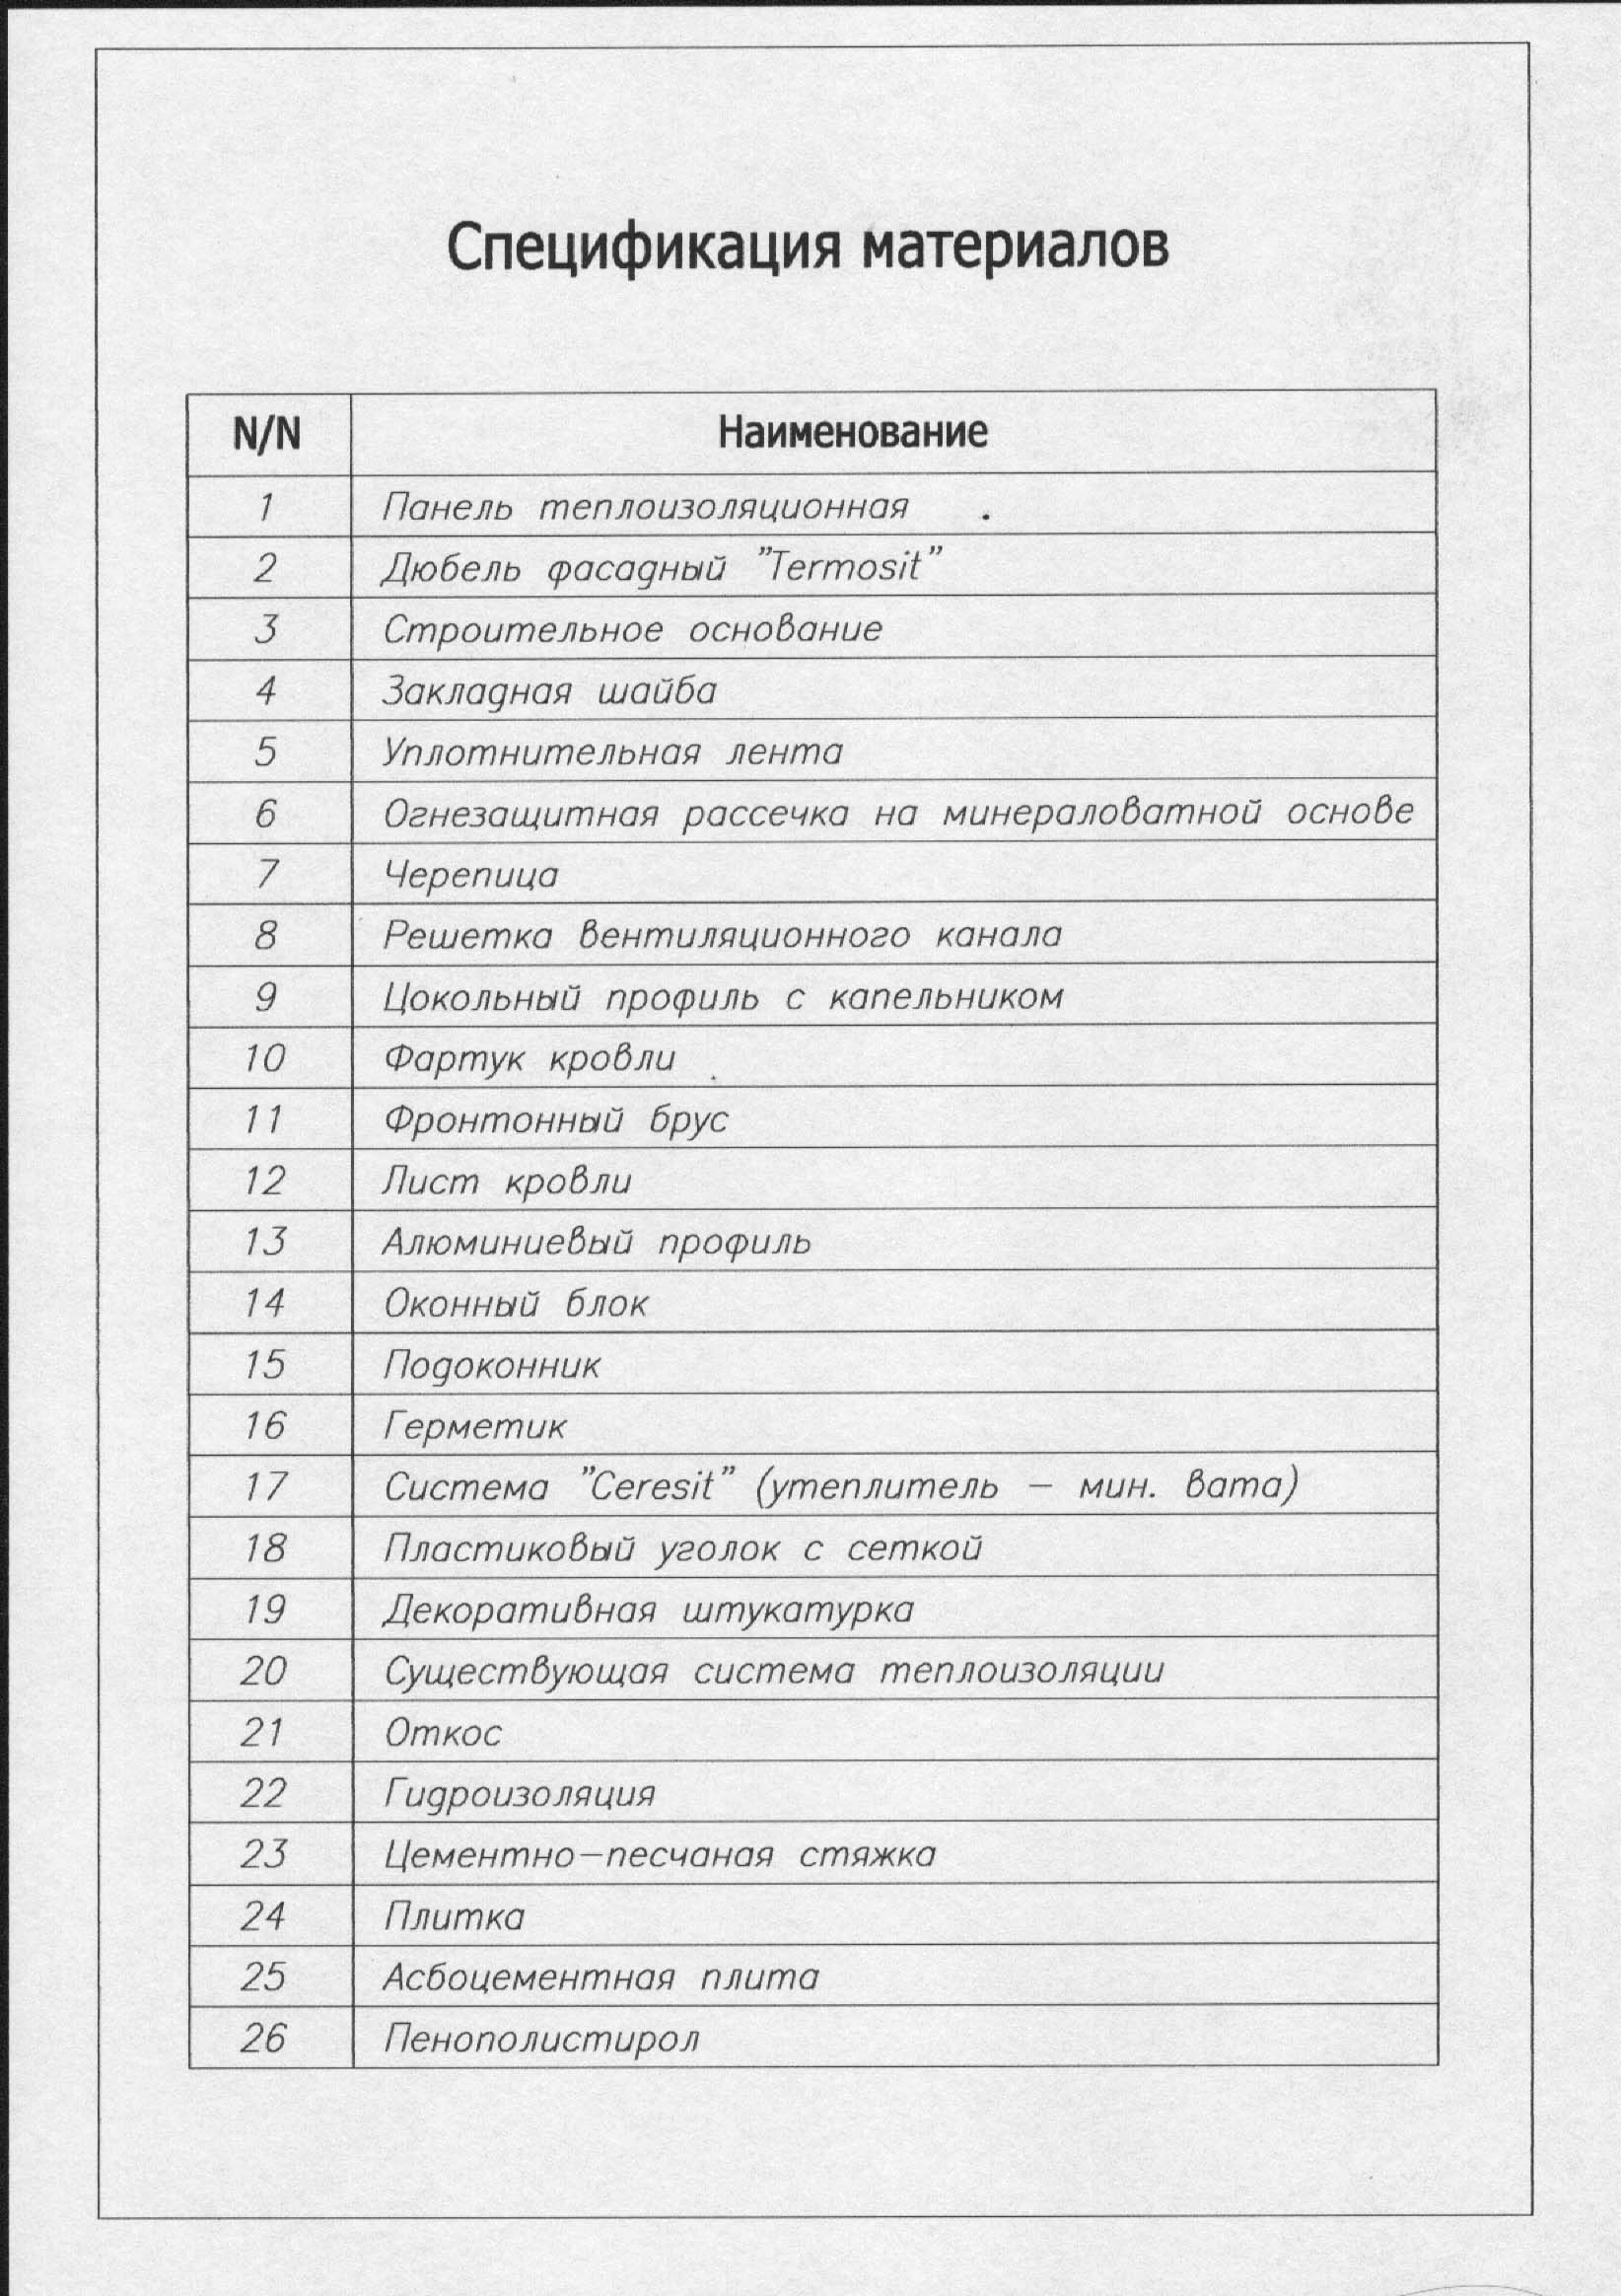 Спецификация материалов
N/N Наименование
1 Панель теплоизоляционная
2 Дюбель фасадный "Termosit"
3 Строительное основание
4 Закладная шайба
5 Уплотнительная лента
6 Огнезащитная рассечка на минераловатной основе
7 Черепица
8 Решетка вентиляционного канала
9 Цокольный профиль с капельником
10 Фартук кровли
11 Фронтонный брус
12 Лист кровли
13 Алюминиевый профиль
14 Оконный блок
15 Подоконник
16 Герметик
17 Система "Ceresit" (утеплитель – мин. вата)
18 Пластиковый уголок с сеткой
19 Декоративная штукатурка
20 Существующая система теплоизоляции
21 Откос
22 Гидроизоляция
23 Цементно–песчаная стяжка
24 Плитка
25 Асбоцементная плита
26 Пенополистирол